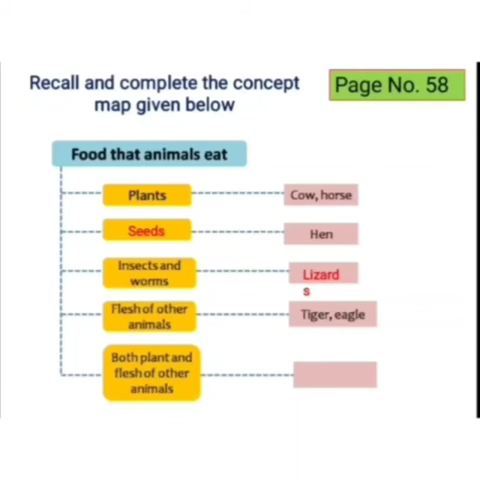 Recall and complete the concept
map given below
Page No. 58
Food that animals eat
Plants
Cow, horse
Seeds
Hen
Insects and
worms
Lizard
s
Flesh of other
animals
Tiger, eagle
Both plant and
flesh of other
animals